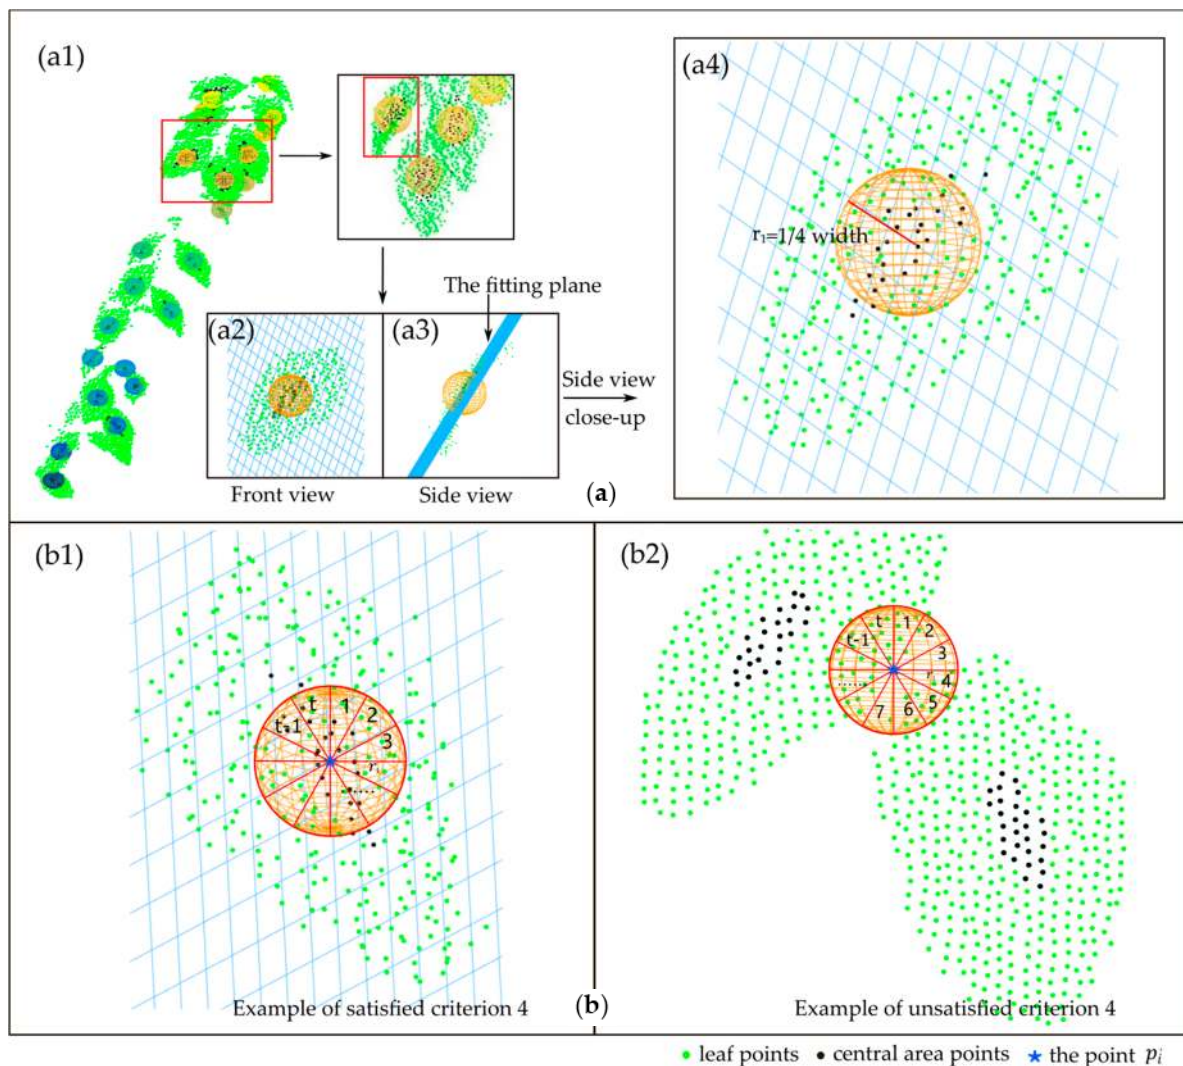 (a1)
(a4)
r₁=1/4 width
The fitting plane
(a2)
(a3)
Side view
close-up
Front view
Side view
(a)
(b1)
t
1
2
t-1
3
r
......
Example of satisfied criterion 4
(b)
(b2)
t
1
2
t-1
3
r
4
......
5
7
6
Example of unsatisfied criterion 4
leaf points
central area points
the point pᵢ